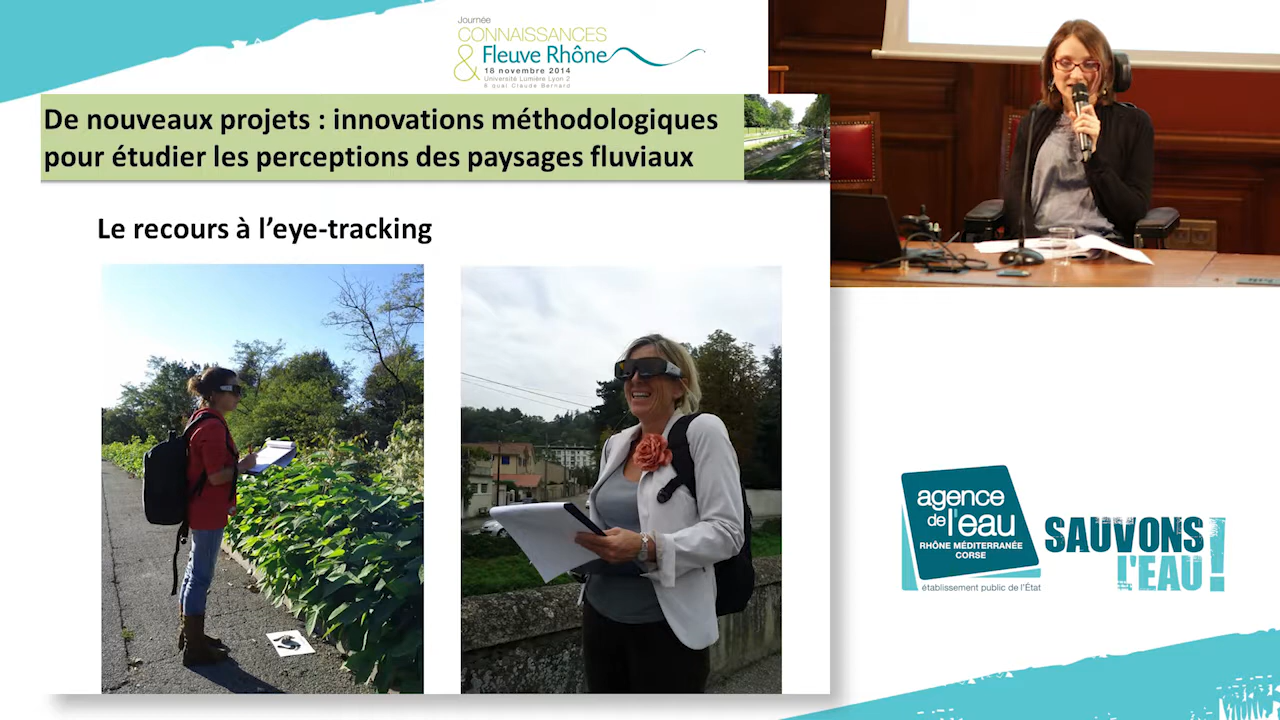 Journée
CONNAISSANCES
& Fleuve Rhône
18 novembre 2014
Université Lumière Lyon 2
6 quai Claude Bernard
De nouveaux projets : innovations méthodologiques
pour étudier les perceptions des paysages fluviaux
Le recours à l'eye-tracking
agence
de l'eau
RHÔNE MÉDITERRANÉE
CORSE
établissement public de l'État
SAUVONS
L'EAU!